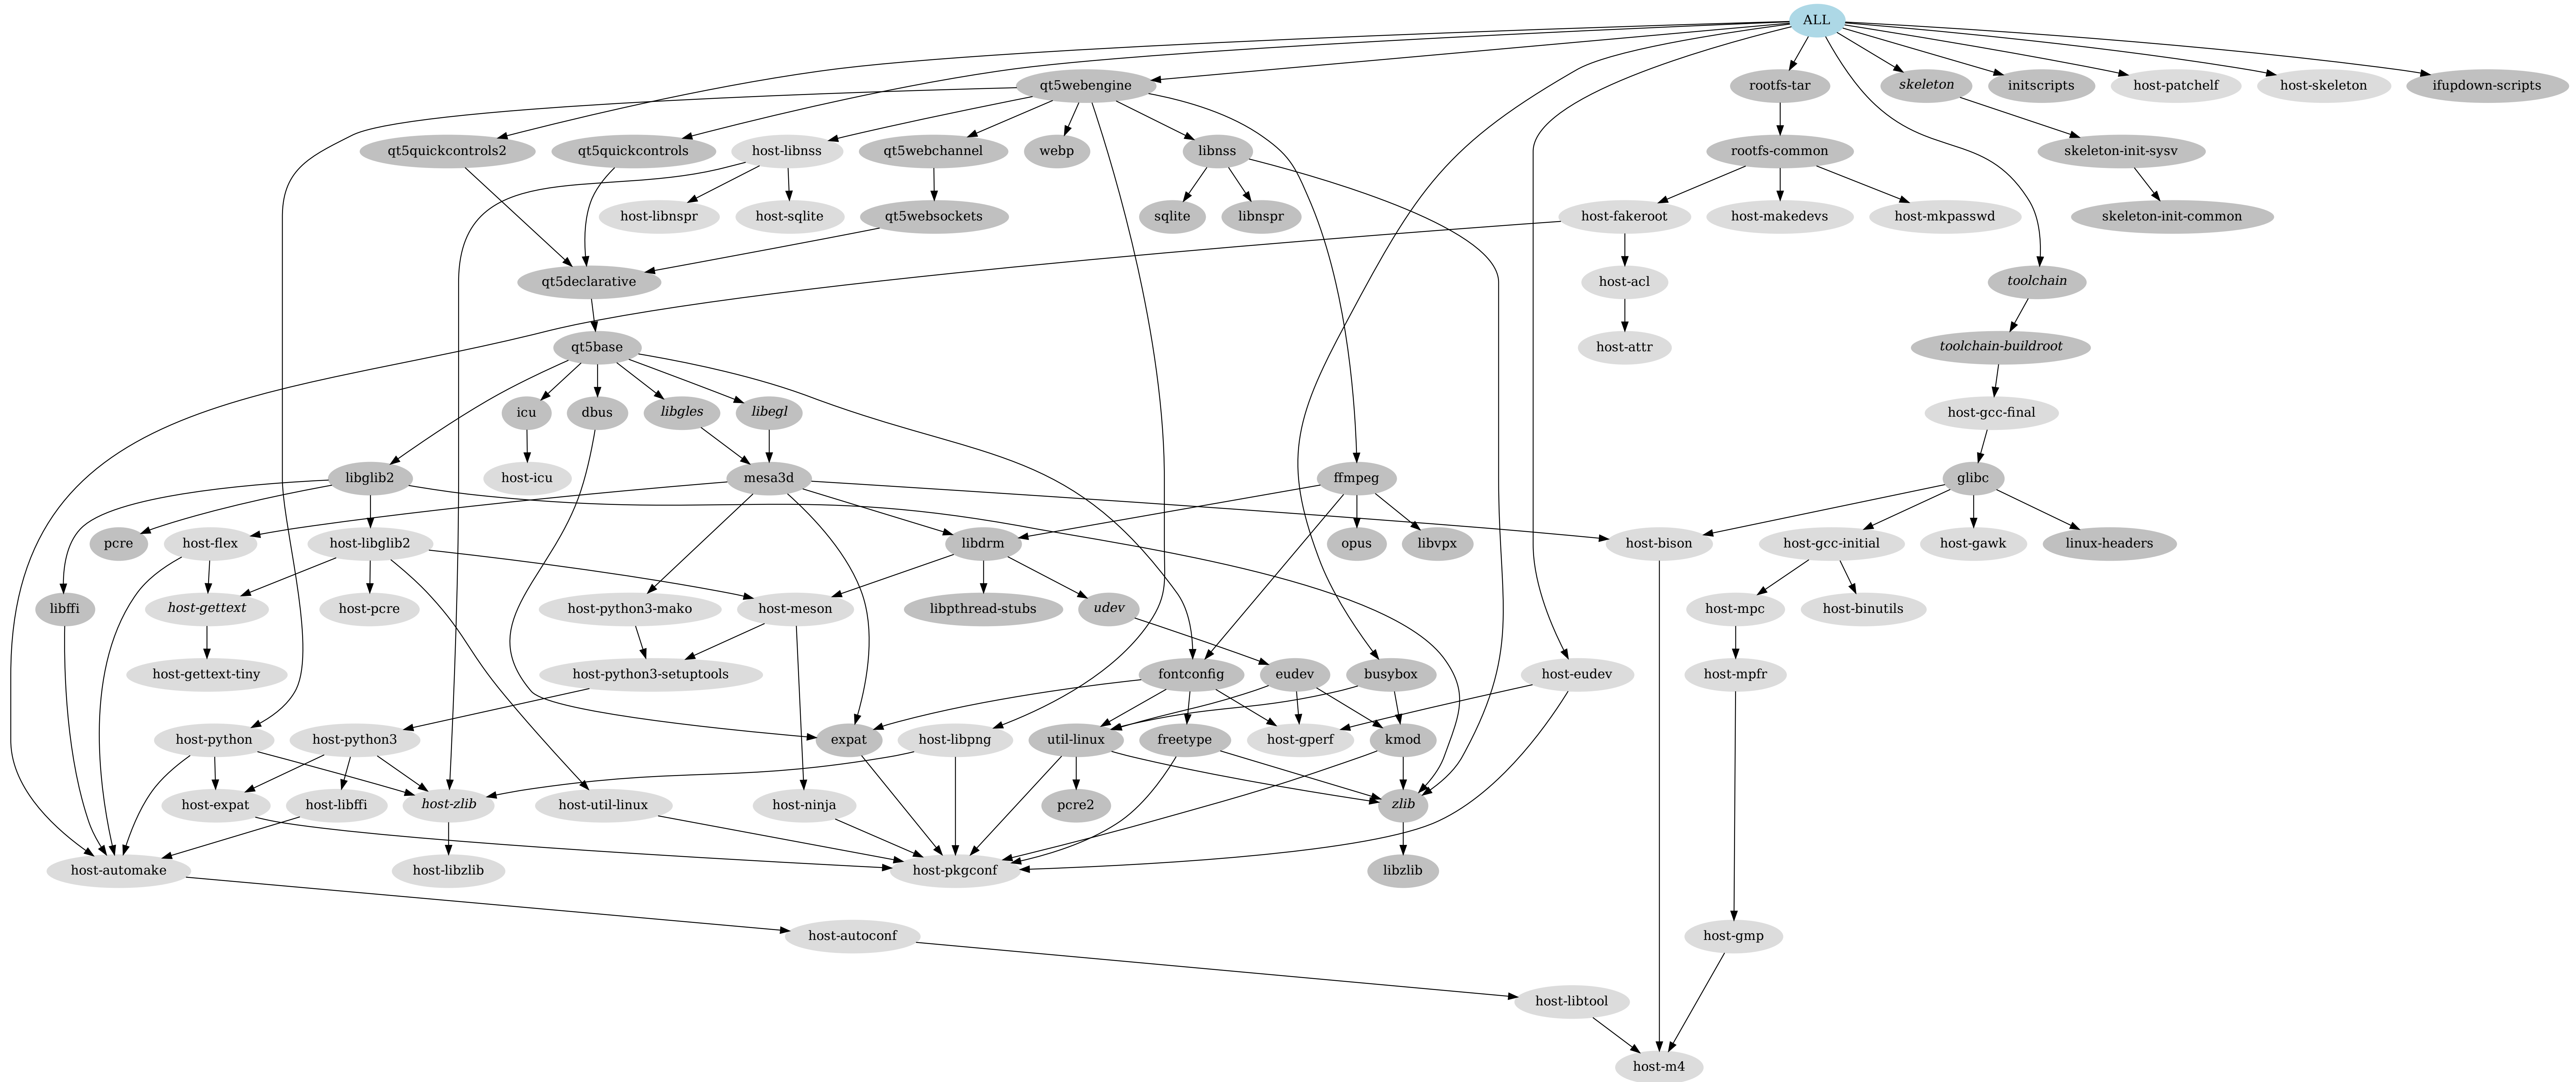 ALL
qt5webengine
rootfs-tar
skeleton
initscripts
host-patchelf
host-skeleton
ifupdown-scripts
qt5quickcontrols2
qt5quickcontrols
host-libnss
qt5webchannel
webp
libnss
rootfs-common
skeleton-init-sysv
host-libnspr
host-sqlite
qt5websockets
sqlite
libnspr
host-fakeroot
host-makedevs
host-mkpasswd
skeleton-init-common
qt5declarative
host-acl
toolchain
qt5base
host-attr
toolchain-buildroot
icu
dbus
libgles
libegl
host-gcc-final
libglib2
host-icu
mesa3d
ffmpeg
glibc
pcre
host-flex
host-libglib2
libdrm
opus
libvpx
host-bison
host-gcc-initial
host-gawk
linux-headers
libffi
host-gettext
host-pcre
host-python3-mako
host-meson
libpthread-stubs
udev
host-mpc
host-binutils
host-gettext-tiny
host-python3-setuptools
fontconfig
eudev
busybox
host-eudev
host-mpfr
host-python
host-python3
expat
host-libpng
util-linux
freetype
host-gperf
kmod
host-expat
host-libffi
host-zlib
host-util-linux
host-ninja
pcre2
zlib
host-automake
host-libzlib
host-pkgconf
libzlib
host-autoconf
host-gmp
host-libtool
host-m4